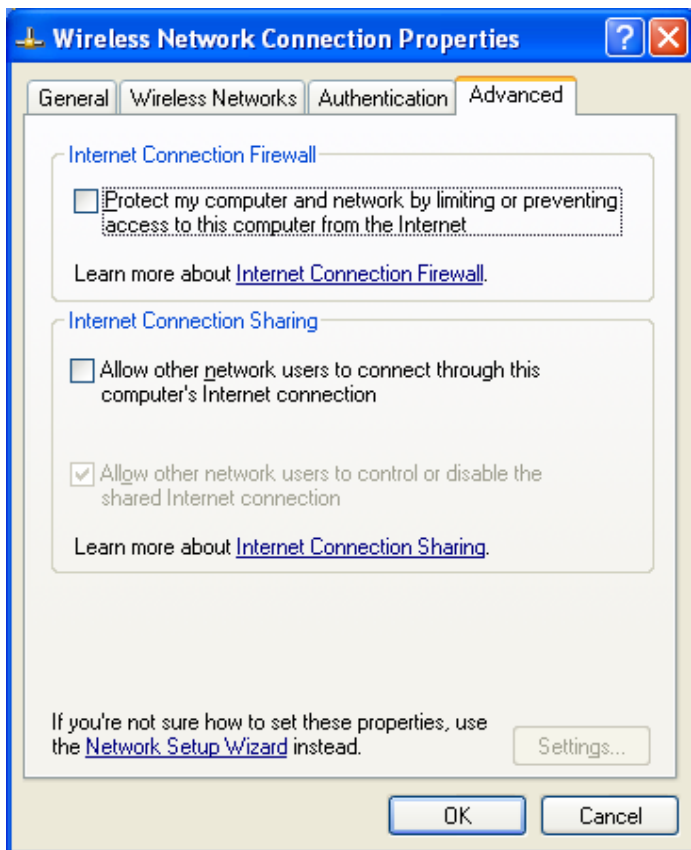 Wireless Network Connection Properties
General Wireless Networks Authentication Advanced
Internet Connection Firewall
Protect my computer and network by limiting or preventing
access to this computer from the Internet
Learn more about Internet Connection Firewall.
Internet Connection Sharing
Allow other network users to connect through this
computer's Internet connection
Allow other network users to control or disable the
shared Internet connection
Learn more about Internet Connection Sharing.
If you're not sure how to set these properties, use
the Network Setup Wizard instead.
Settings...
OK Cancel